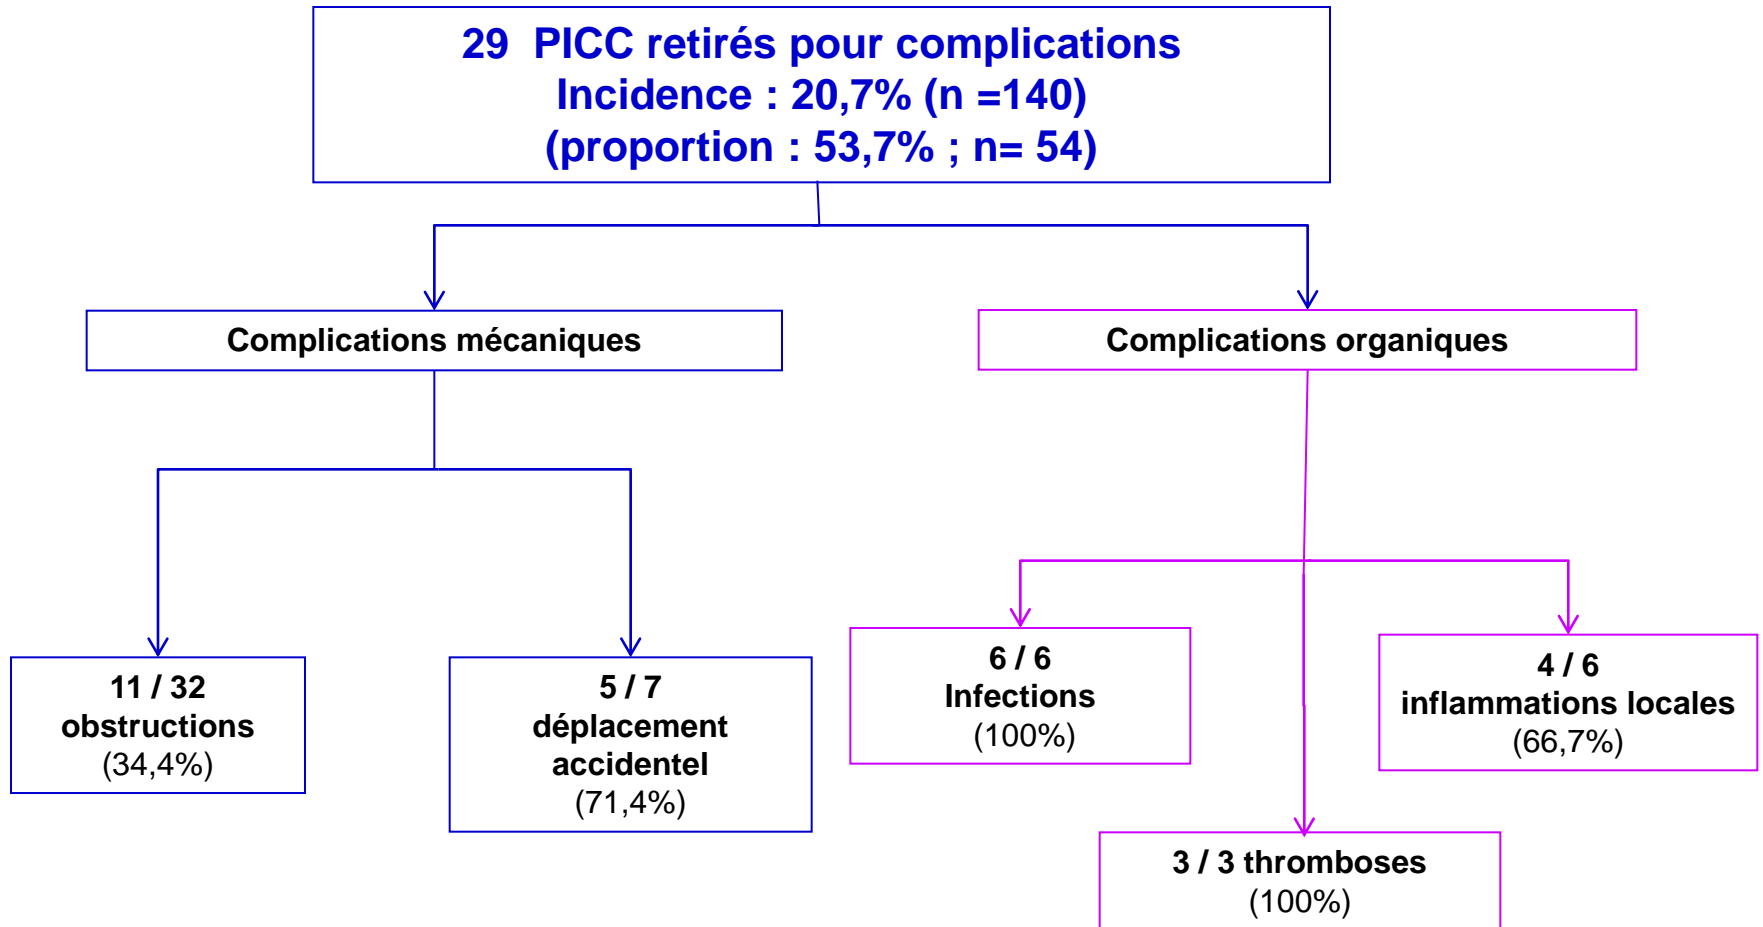 29 PICC retirés pour complications
Incidence : 20,7% (n =140)
(proportion : 53,7% ; n= 54)
Complications mécaniques
Complications organiques
11 / 32
obstructions
(34,4%)
5 / 7
déplacement
accidentel
(71,4%)
6 / 6
Infections
(100%)
4 / 6
inflammations locales
(66,7%)
3 / 3 thromboses
(100%)